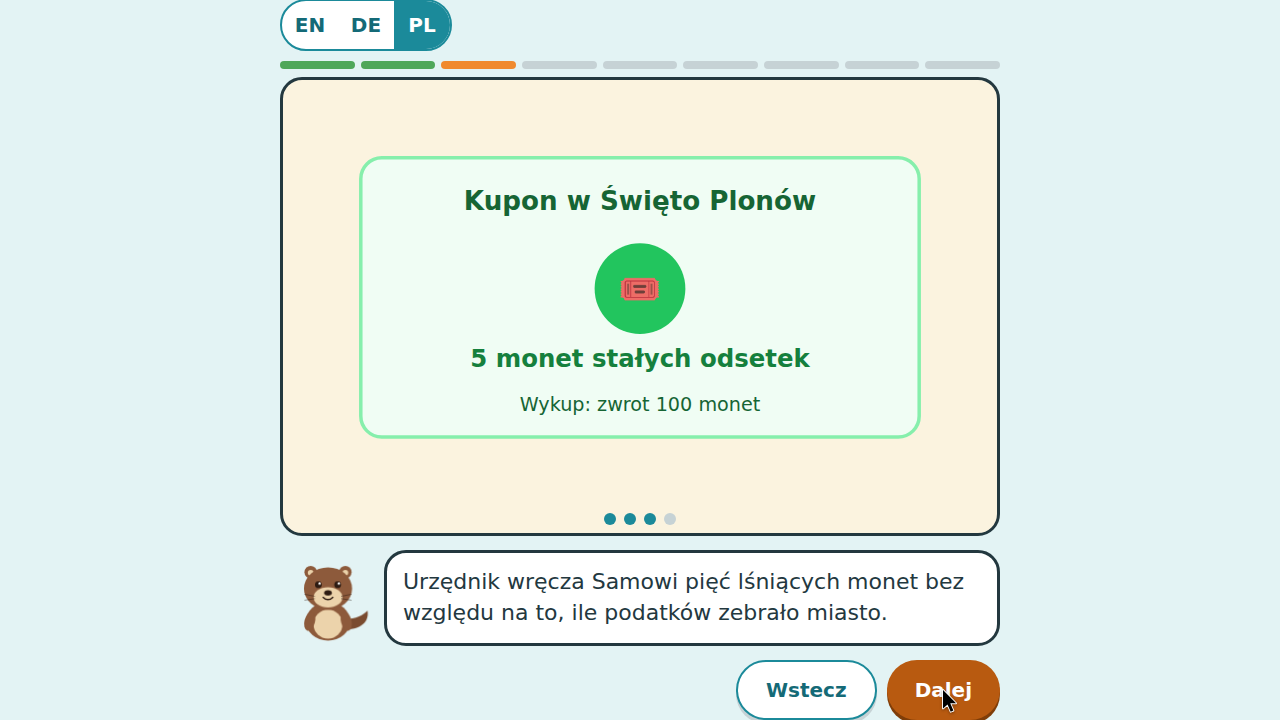 EN DE PL
Kupon w Święto Plonów
5 monet stałych odsetek
Wykup: zwrot 100 monet
Urzędnik wręcza Samowi pięć lśniących monet bez
względu na to, ile podatków zebrało miasto.
Wstecz Dalej